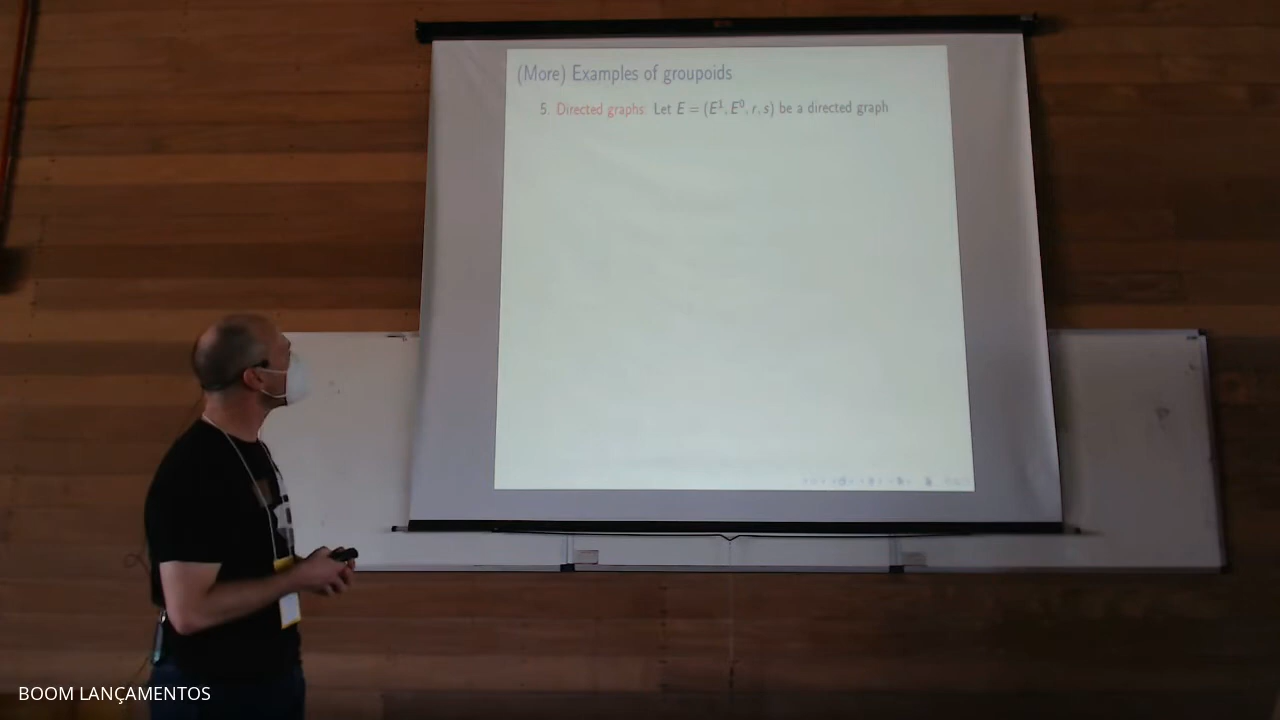 (More) Examples of groupoids
5. Directed graphs: Let E = (E¹, E⁰, r, s) be a directed graph
BOOM LANÇAMENTOS